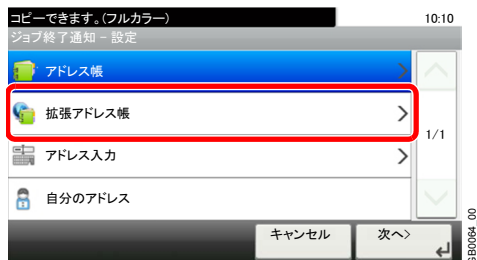 コピーできます。(フルカラー)
10:10
ジョブ終了通知 - 設定
アドレス帳
拡張アドレス帳
1/1
アドレス入力
自分のアドレス
キャンセル
次へ>
GB0064_00